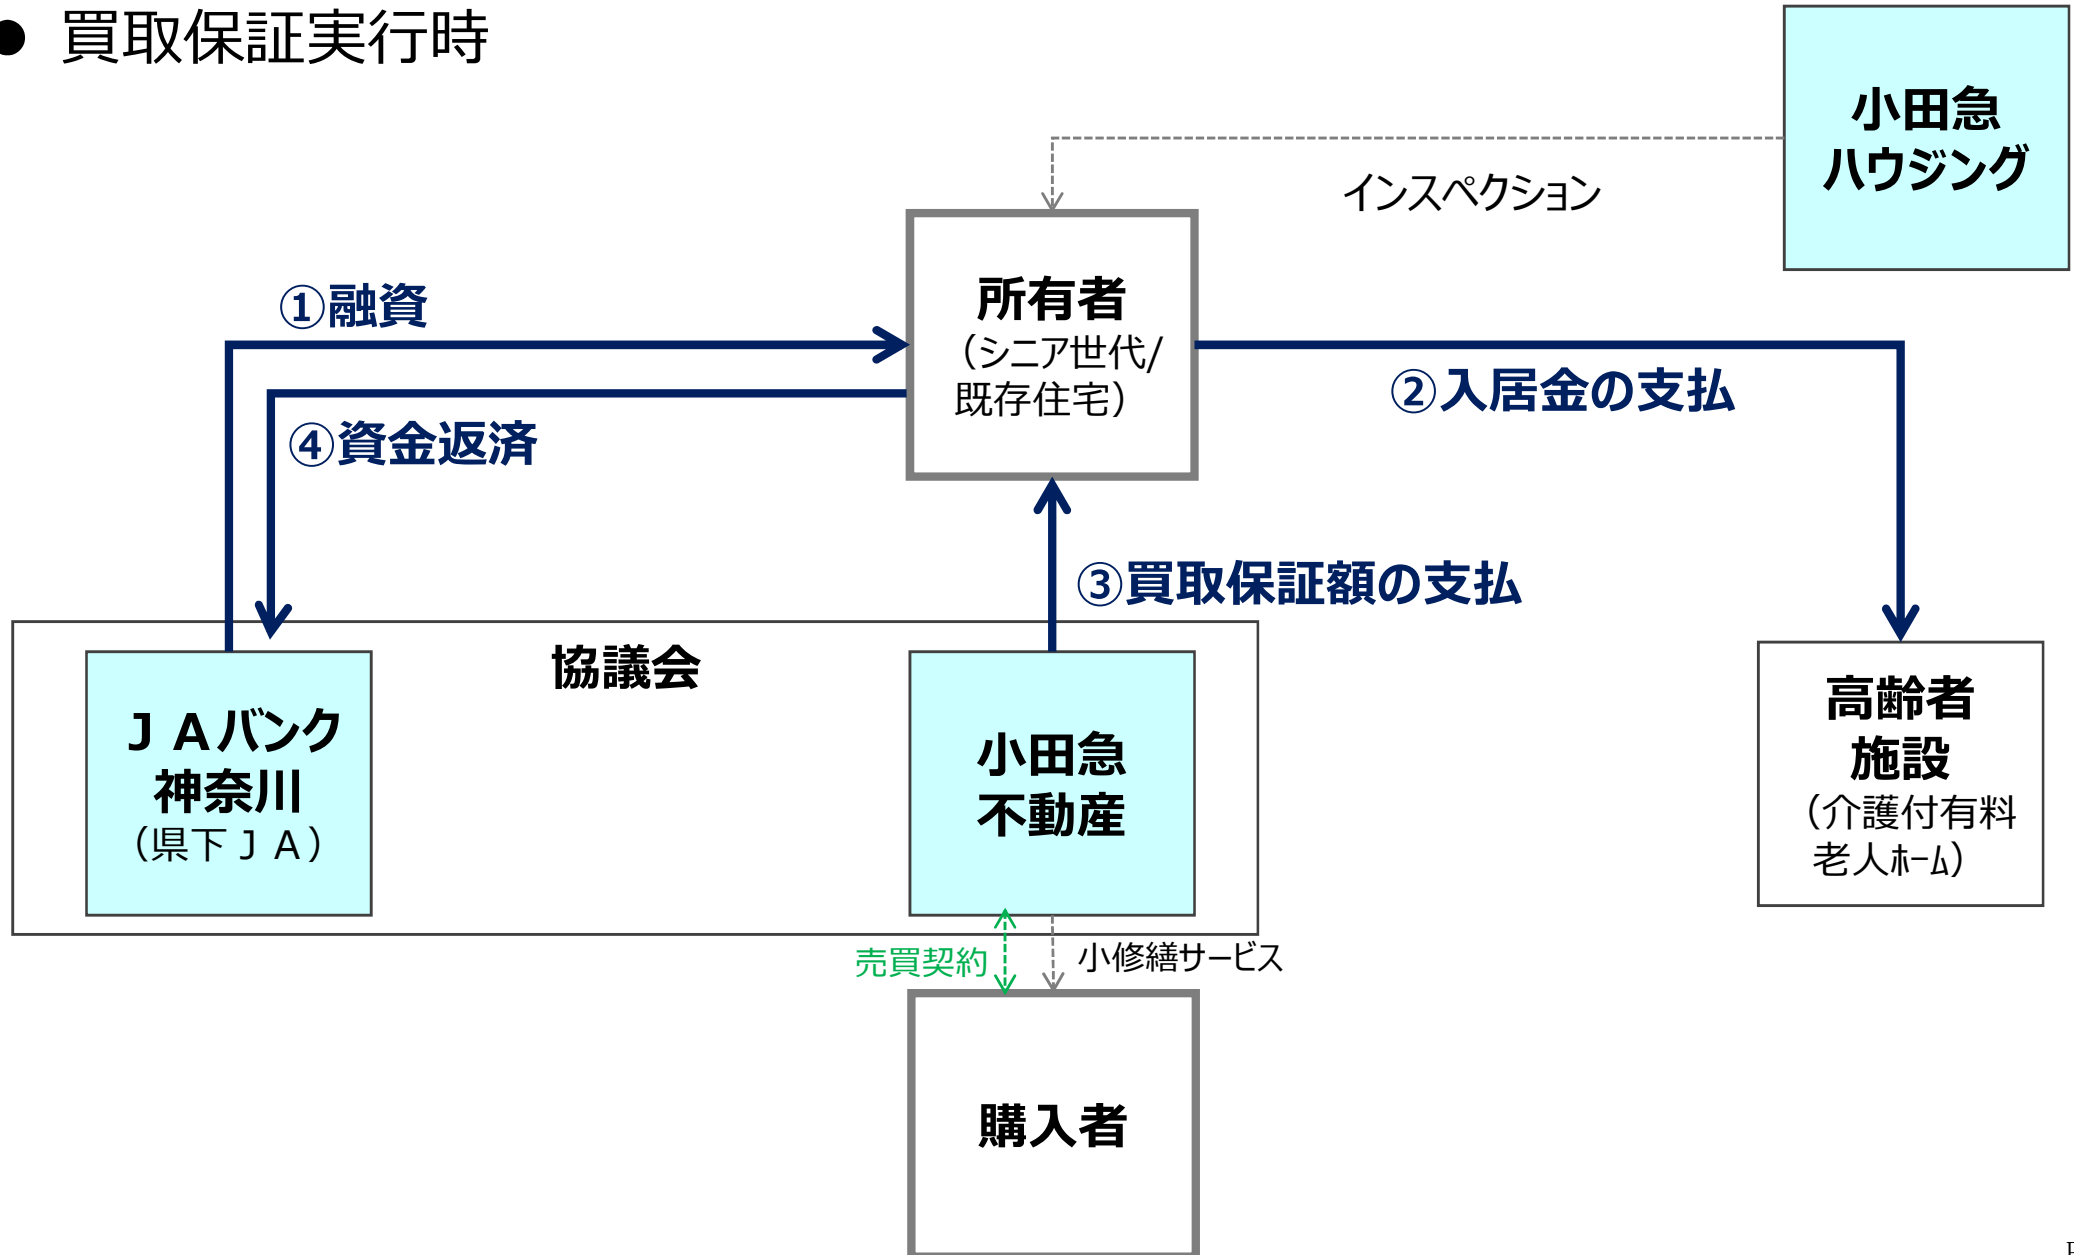 ● 買取保証実行時
小田急
ハウジング
インスペクション
所有者
（シニア世代/
既存住宅）
①融資
②入居金の支払
④資金返済
③買取保証額の支払
協議会
ＪＡバンク
神奈川
（県下ＪＡ）
小田急
不動産
高齢者
施設
（介護付有料
老人ﾎｰﾑ）
売買契約
小修繕サービス
購入者